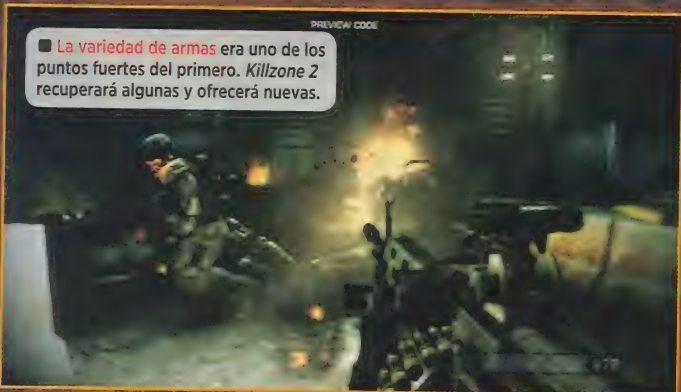 PREVIEW CODE
■ La variedad de armas era uno de los
puntos fuertes del primero. Killzone 2
recuperará algunas y ofrecerá nuevas.